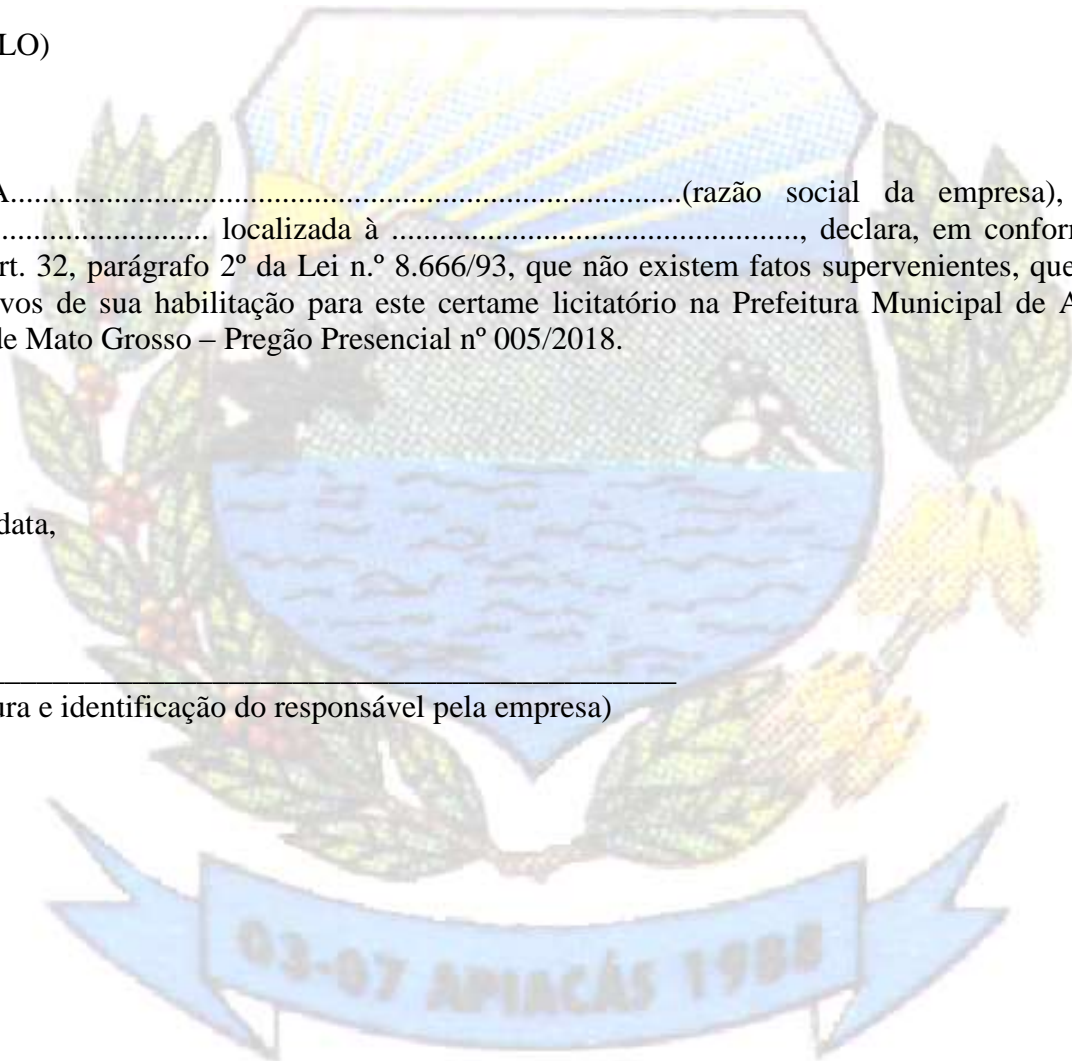 LO)
A....................................................................................(razão social da empresa),
.......................... localizada à ..................................................., declara, em confor
rt. 32, parágrafo 2º da Lei n.º 8.666/93, que não existem fatos supervenientes, que
vos de sua habilitação para este certame licitatório na Prefeitura Municipal de A
de Mato Grosso – Pregão Presencial nº 005/2018.
data,
__________________________________________
ura e identificação do responsável pela empresa)
03-07 APIACÁS 1988